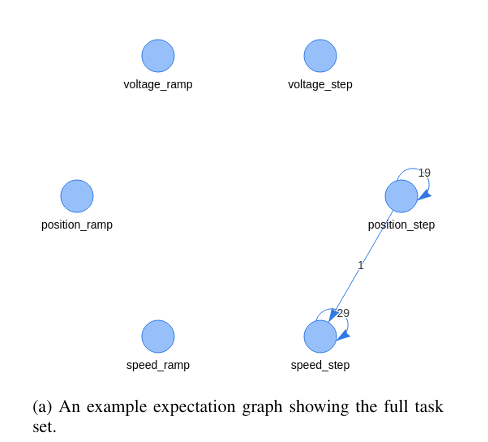 voltage_ramp voltage_step
19
position_ramp position_step
1
29
speed_ramp speed_step
(a) An example expectation graph showing the full task
set.